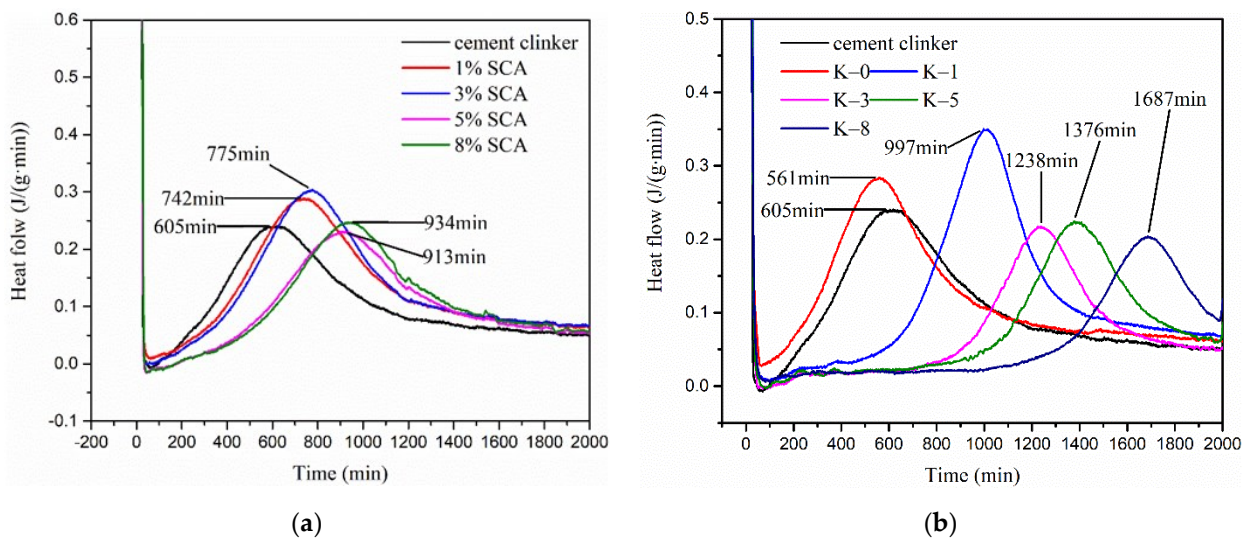 0.6
0.5
0.4
0.3
0.2
0.1
0.0
-0.1
Heat folw (J/(g·min))
cement clinker
1% SCA
3% SCA
5% SCA
8% SCA
775min
742min
605min
934min
913min
-200 0 200 400 600 800 1000 1200 1400 1600 1800 2000
Time (min)
(a)
0.5
0.4
0.3
0.2
0.1
0.0
Heat flow (J/(g·min))
cement clinker
K–0 K–1
K–3 K–5
K–8
1687min
1376min
997min
1238min
561min
605min
0 200 400 600 800 1000 1200 1400 1600 1800 2000
Time (min)
(b)